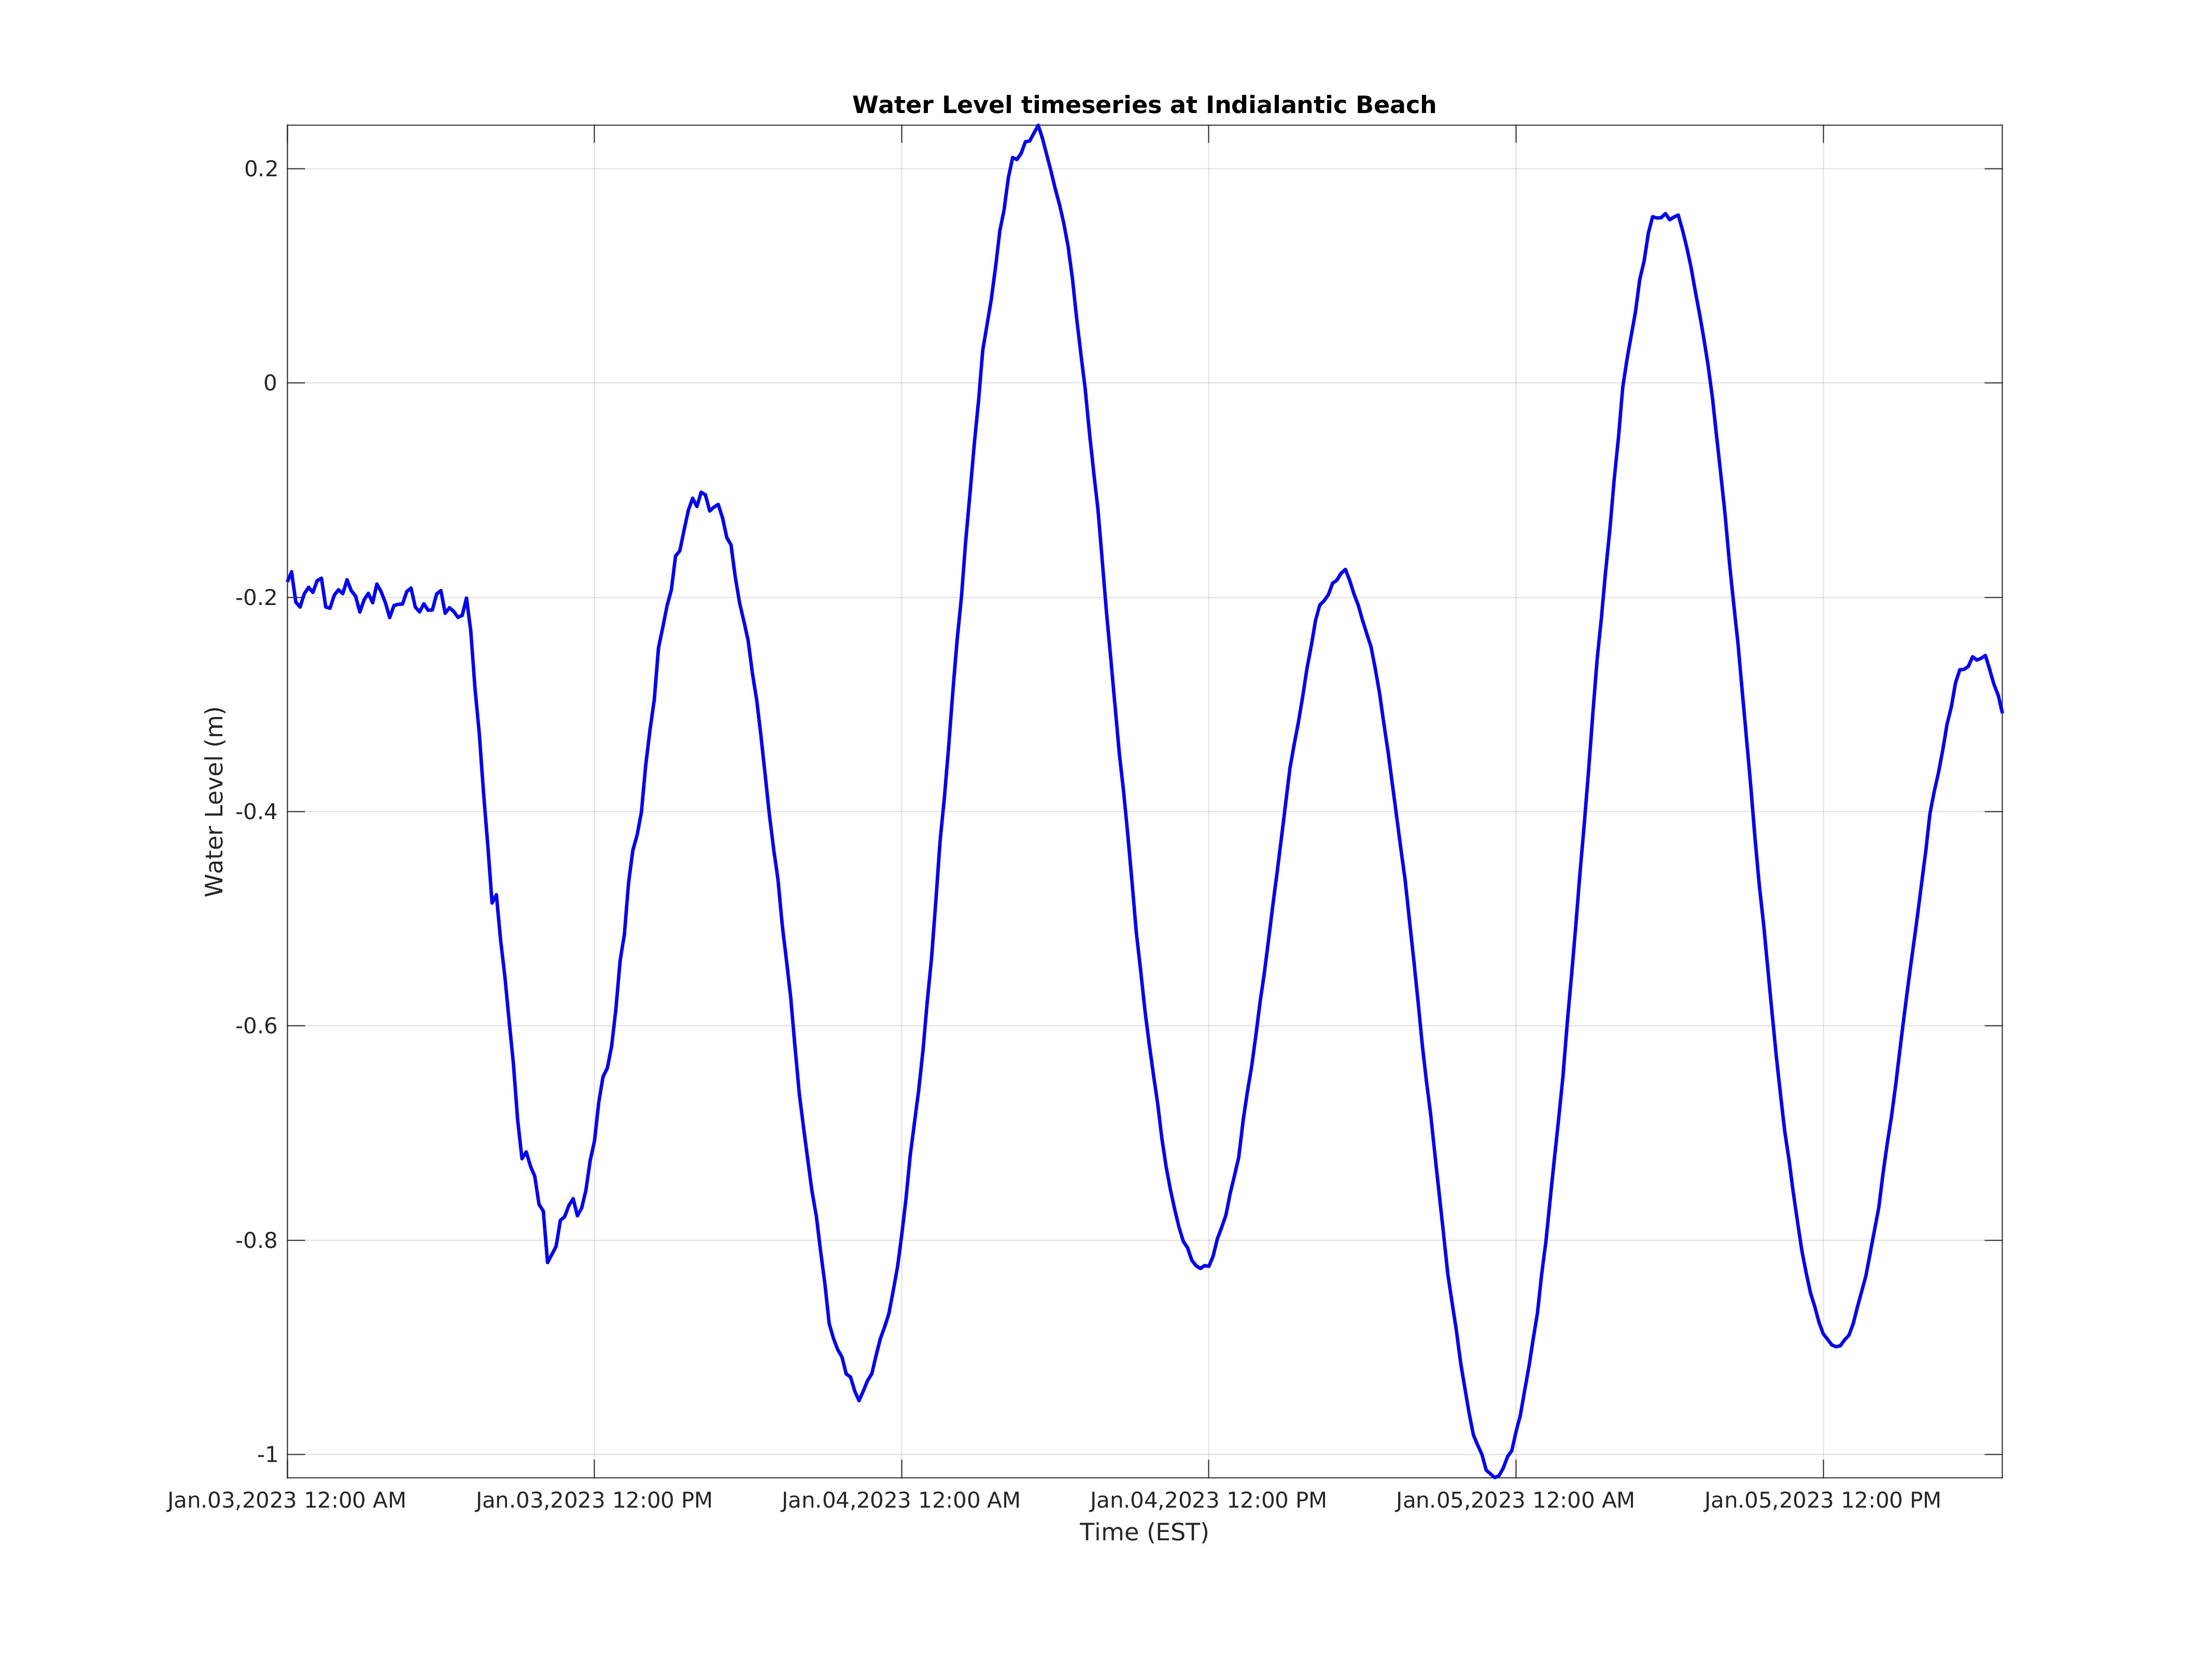 Water Level timeseries at Indialantic Beach
0.2
0
-0.2
-0.4
-0.6
-0.8
-1
Water Level (m)
Jan.03,2023 12:00 AM
Jan.03,2023 12:00 PM
Jan.04,2023 12:00 AM
Jan.04,2023 12:00 PM
Jan.05,2023 12:00 AM
Jan.05,2023 12:00 PM
Time (EST)